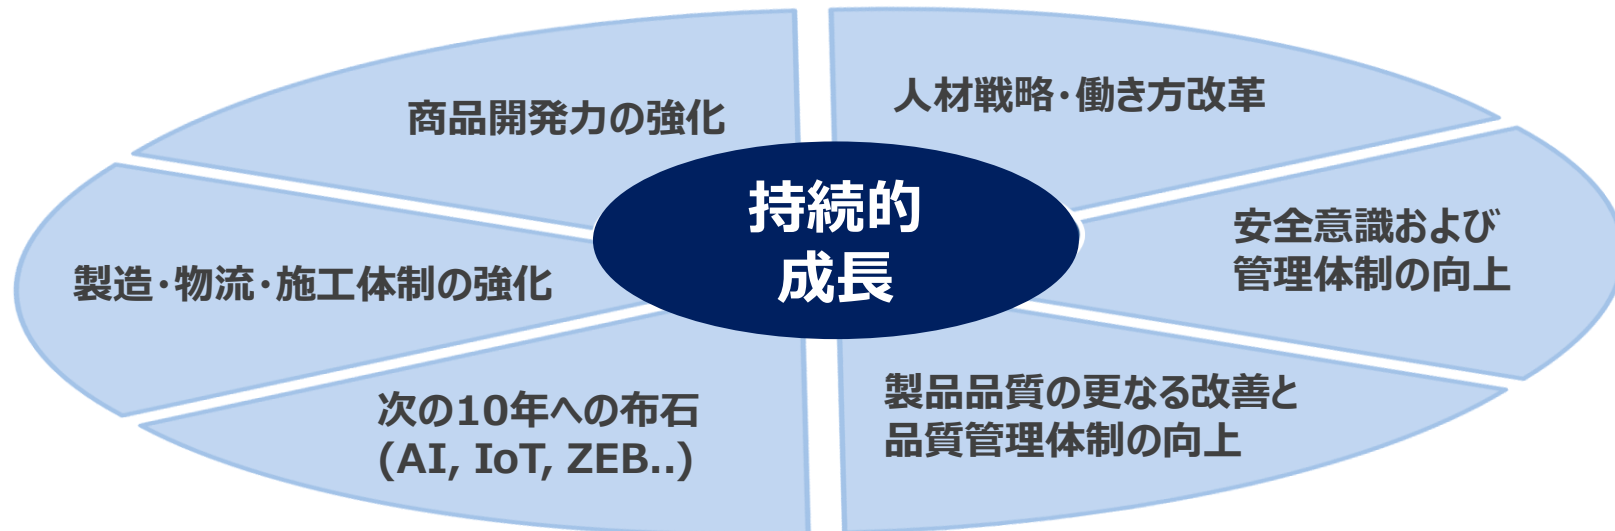 商品開発力の強化
人材戦略･働き方改革
持続的
成長
安全意識および
管理体制の向上
製造･物流･施工体制の強化
次の10年への布石
(AI, IoT, ZEB..)
製品品質の更なる改善と
品質管理体制の向上